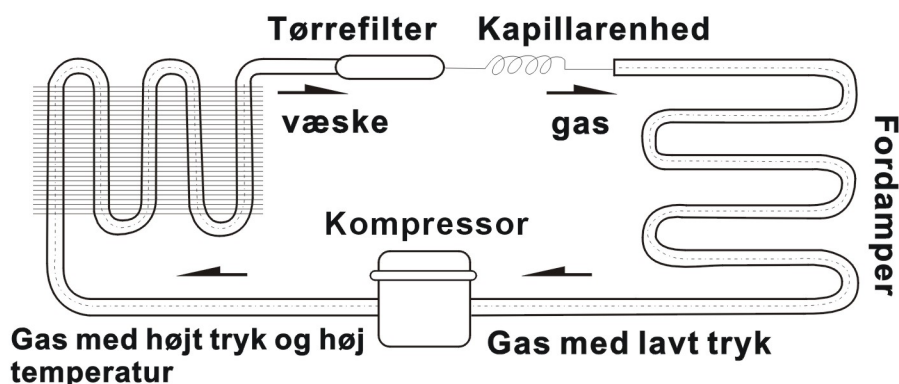 Tørrefilter
Kapillarenhed
væske
gas
Fordamper
Kompressor
Gas med højt tryk og høj
temperatur
Gas med lavt tryk